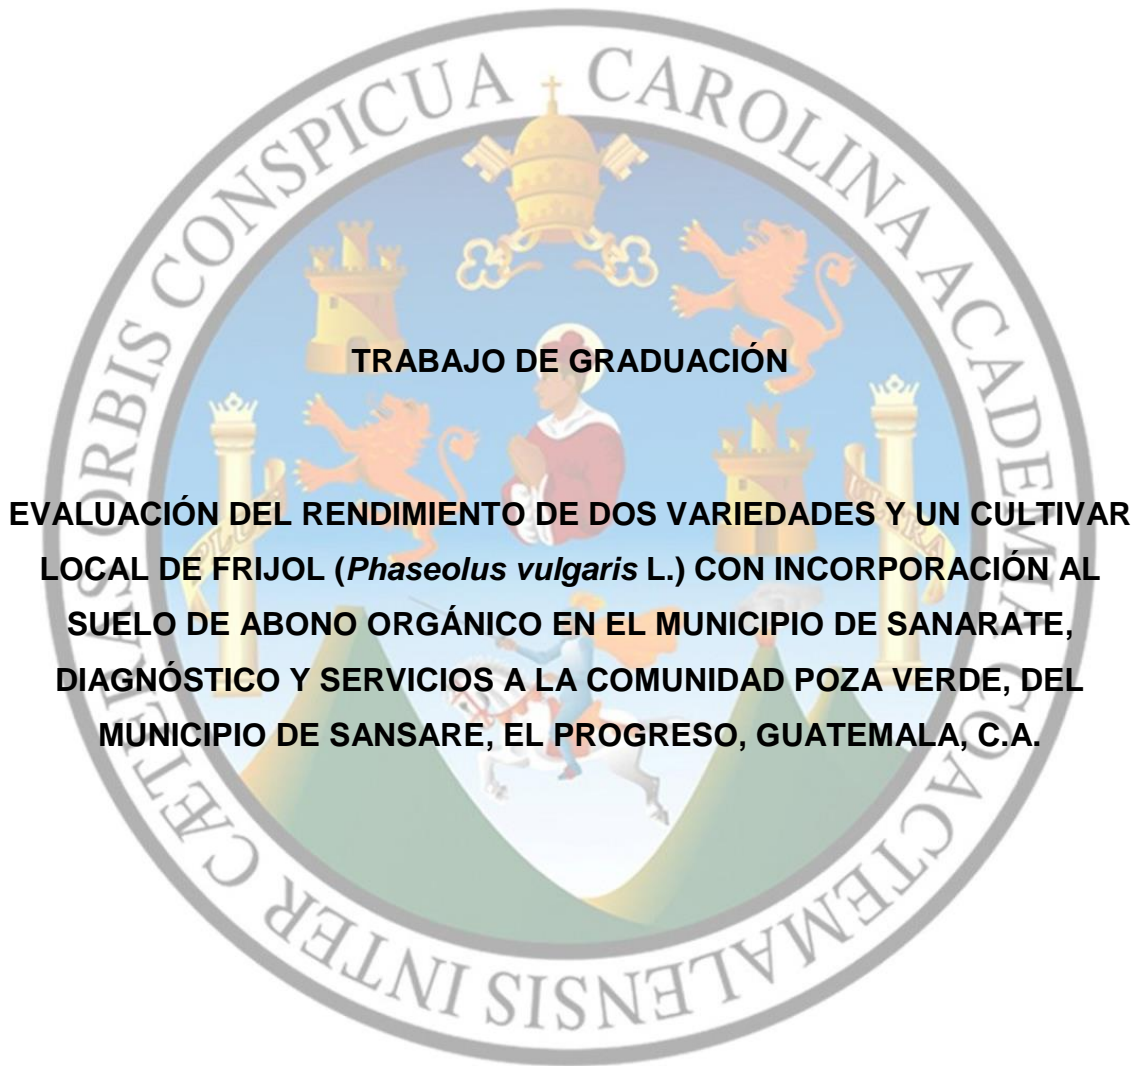 CAROLINA ACADEMIA COACTEMALENSIS INTER CÆTERAS ORBIS CONSPICUA
TRABAJO DE GRADUACIÓN
EVALUACIÓN DEL RENDIMIENTO DE DOS VARIEDADES Y UN CULTIVAR
LOCAL DE FRIJOL (Phaseolus vulgaris L.) CON INCORPORACIÓN AL
SUELO DE ABONO ORGÁNICO EN EL MUNICIPIO DE SANARATE,
DIAGNÓSTICO Y SERVICIOS A LA COMUNIDAD POZA VERDE, DEL
MUNICIPIO DE SANSARE, EL PROGRESO, GUATEMALA, C.A.